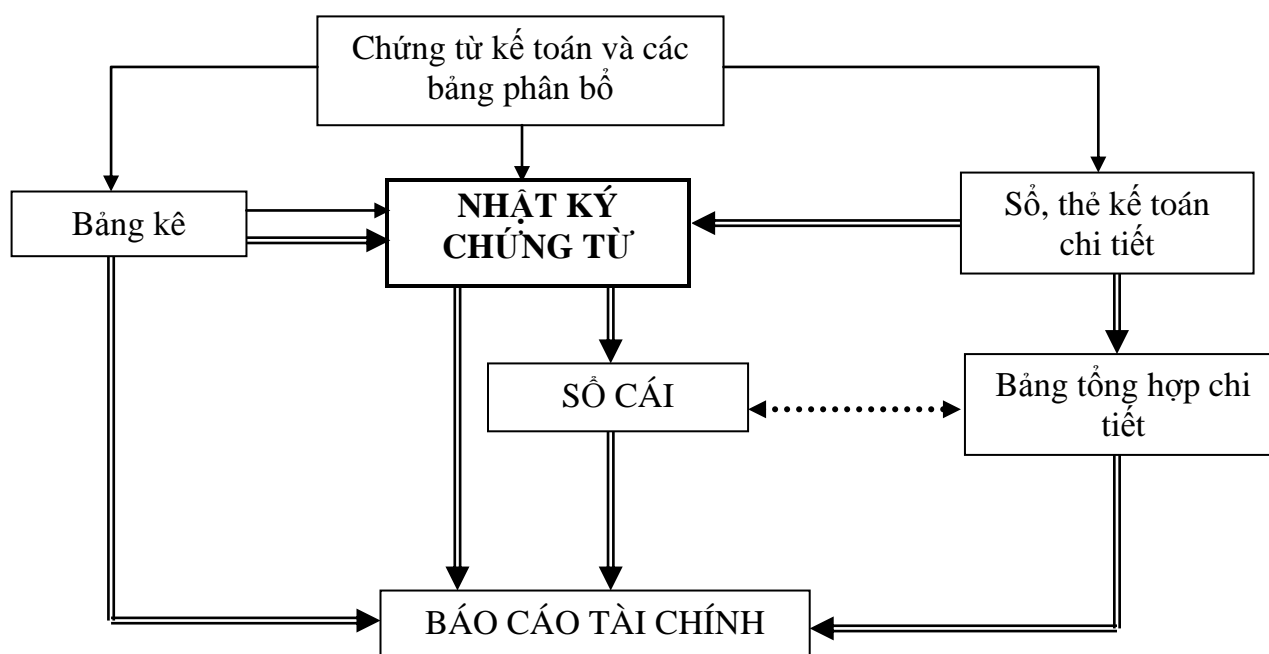 Chứng từ kế toán và các
bảng phân bổ
Bảng kê
NHẬT KÝ
CHỨNG TỪ
Sổ, thẻ kế toán
chi tiết
SỔ CÁI
Bảng tổng hợp chi
tiết
BÁO CÁO TÀI CHÍNH